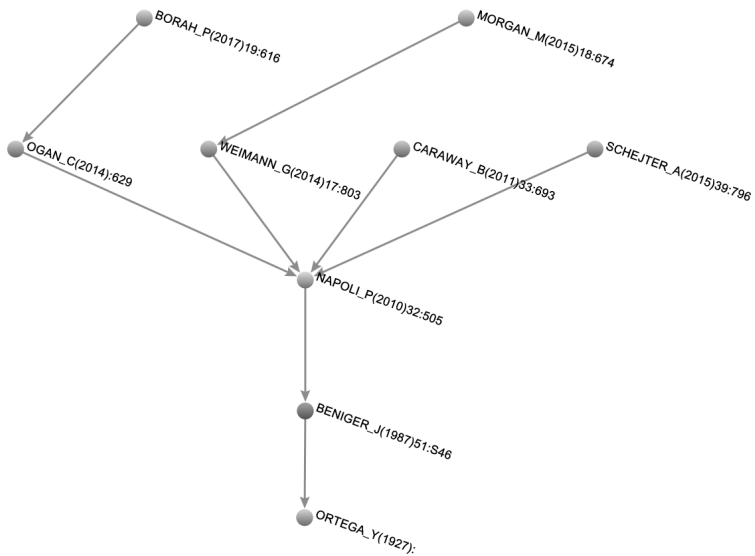 BORAH_P(2017)19:616
MORGAN_M(2015)18:674
OGAN_C(2014):629
WEIMANN_G(2014)17:803
CARAWAY_B(2011)33:693
SCHEJTER_A(2015)39:796
NAPOLI_P(2010)32:505
BENIGER_J(1987)51:S46
ORTEGA_Y(1927):